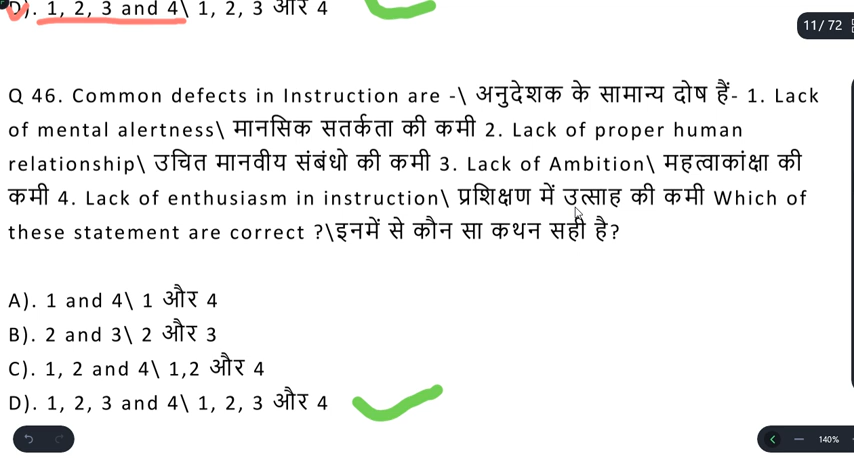 D). 1, 2, 3 and 4\ 1, 2, 3 और 4
11/ 72
Q 46. Common defects in Instruction are -\ अनुदेशक के सामान्य दोष हैं- 1. Lack
of mental alertness\ मानसिक सतर्कता की कमी 2. Lack of proper human
relationship\ उचित मानवीय संबंधो की कमी 3. Lack of Ambition\ महत्वाकांक्षा की
कमी 4. Lack of enthusiasm in instruction\ प्रशिक्षण में उत्साह की कमी Which of
these statement are correct ?\इनमें से कौन सा कथन सही है?
A). 1 and 4\ 1 और 4
B). 2 and 3\ 2 और 3
C). 1, 2 and 4\ 1,2 और 4
D). 1, 2, 3 and 4\ 1, 2, 3 और 4
140%